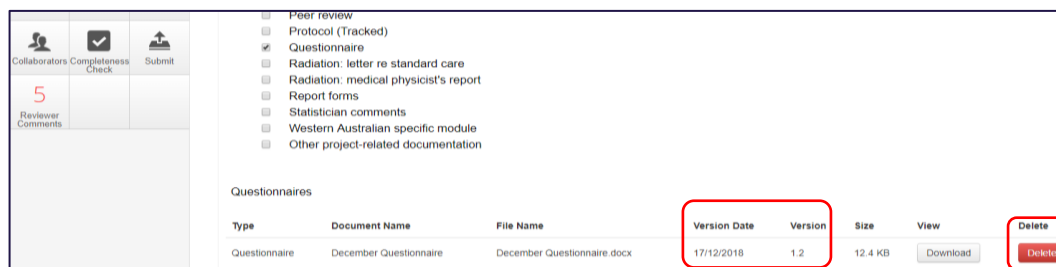 Peer review
Protocol (Tracked)
Questionnaire
Radiation: letter re standard care
Radiation: medical physicist's report
Report forms
Statistician comments
Western Australian specific module
Other project-related documentation
Collaborators
Completeness Check
Submit
5
Reviewer Comments
Questionnaires
Type Document Name File Name Version Date Version Size View Delete
Questionnaire December Questionnaire December Questionnaire.docx 17/12/2018 1.2 12.4 KB Download Delete